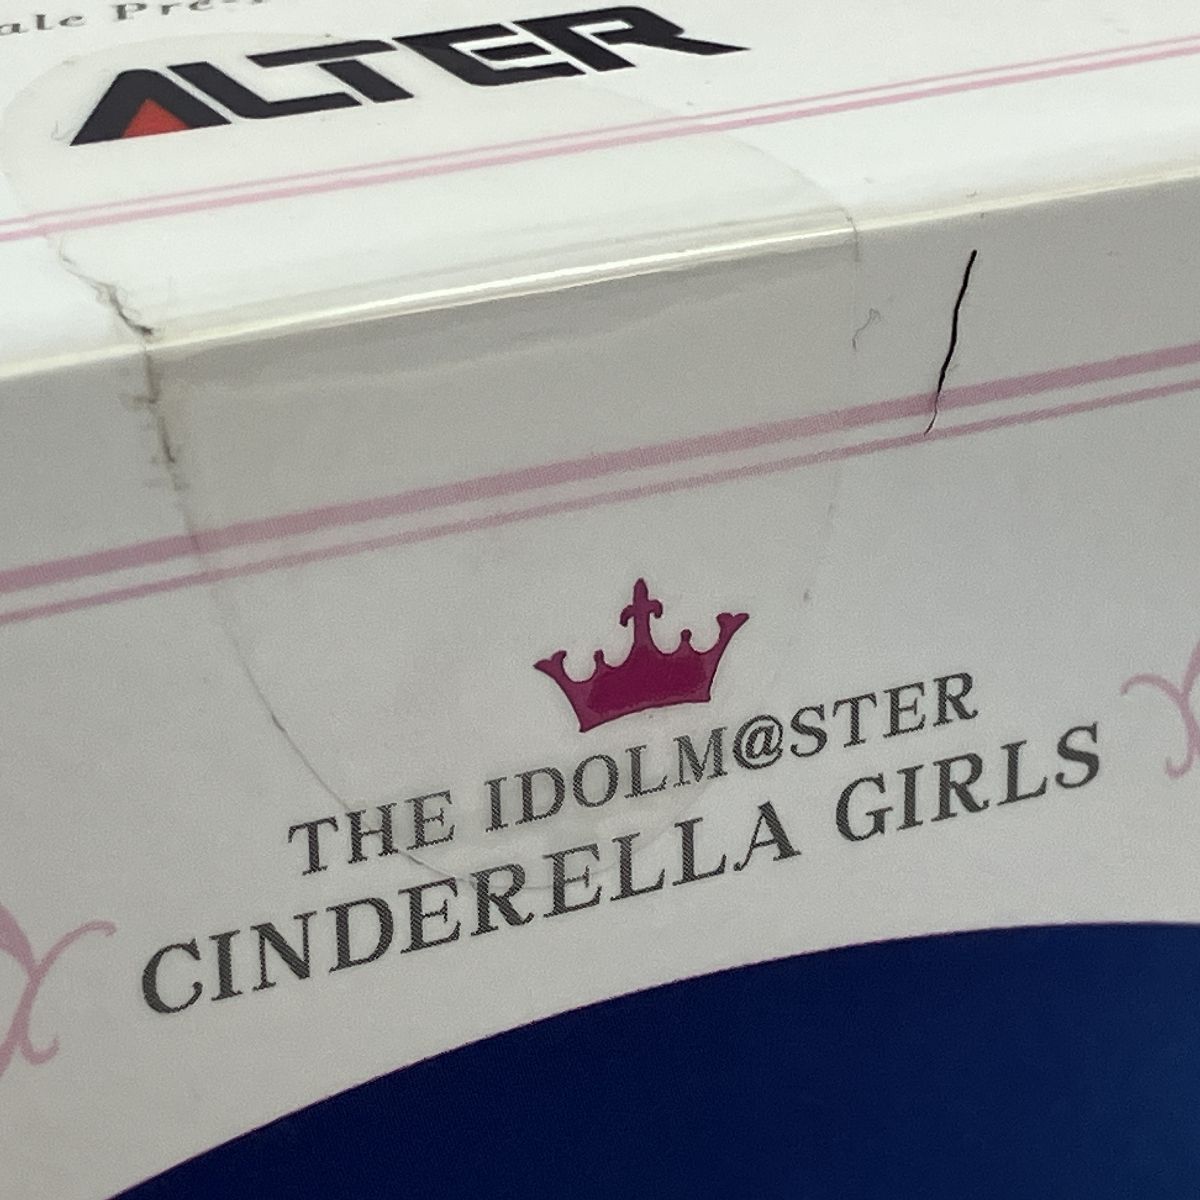 ALTER
THE IDOLM@STER
CINDERELLA GIRLS